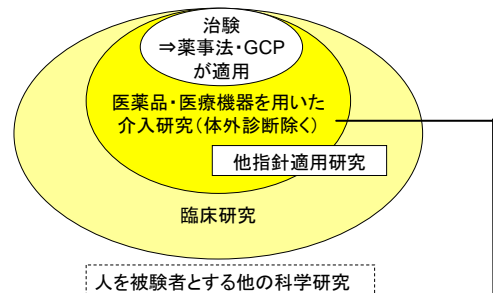 治験
⇒薬事法・GCP
が適用
医薬品・医療機器を用いた
介入研究(体外診断除く)
他指針適用研究
臨床研究
人を被験者とする他の科学研究